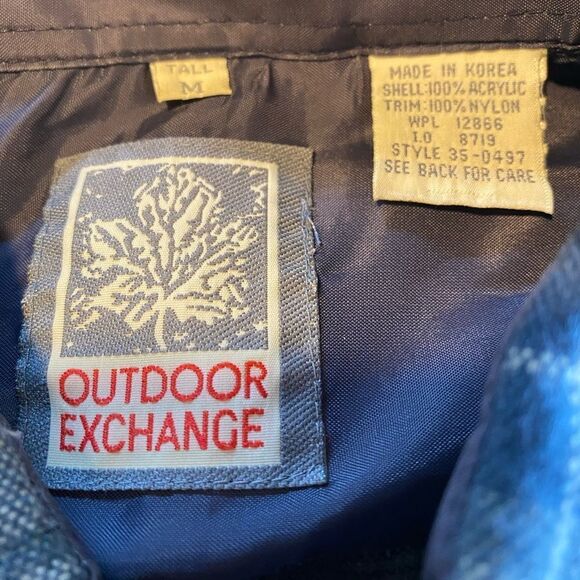 TALL
M
MADE IN KOREA
SHELL:100% ACRYLIC
TRIM:100% NYLON
WPL 12866
I.O 8719
STYLE 35-0497
SEE BACK FOR CARE
OUTDOOR
EXCHANGE